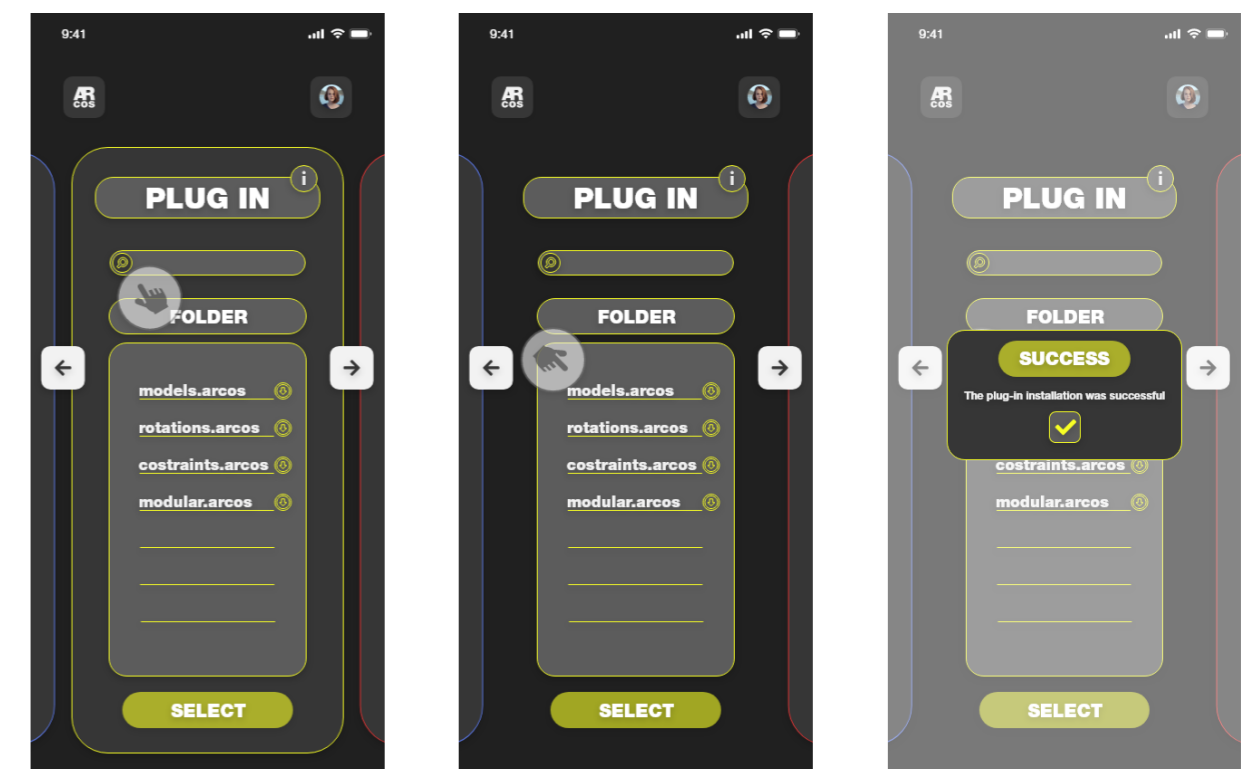 9:41
AR
cos
PLUG IN
i
FOLDER
models.arcos
rotations.arcos
costraints.arcos
modular.arcos
SELECT
9:41
AR
cos
PLUG IN
i
FOLDER
models.arcos
rotations.arcos
costraints.arcos
modular.arcos
SELECT
9:41
AR
cos
PLUG IN
i
FOLDER
SUCCESS
The plug-in installation was successful
costraints.arcos
modular.arcos
SELECT